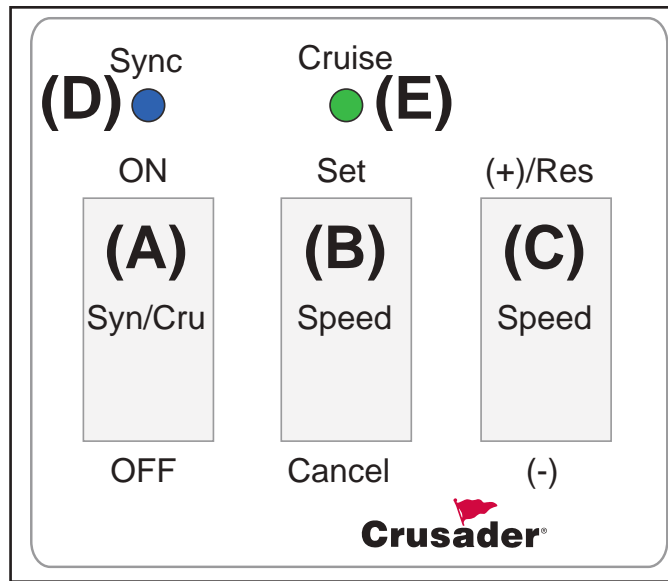 Sync Cruise
(D) (E)
ON Set (+)/Res
(A) (B) (C)
Syn/Cru Speed Speed
OFF Cancel (-)
Crusader®